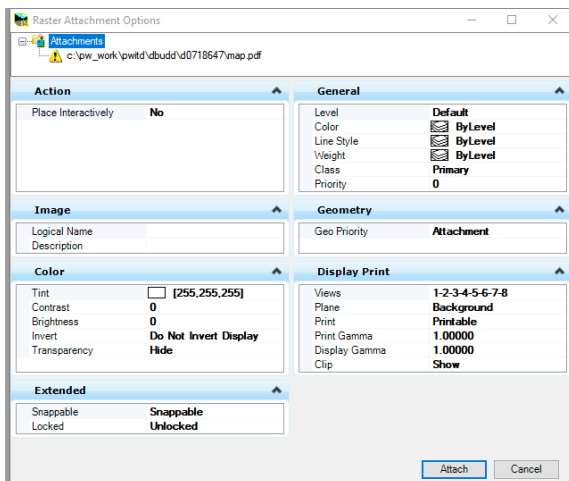 Raster Attachment Options
Attachments
c:\pw_work\pwitd\dbudd\d0718647\map.pdf
Action
Place Interactively No
General
Level Default
Color ByLevel
Line Style ByLevel
Weight ByLevel
Class Primary
Priority 0
Image
Logical Name
Description
Geometry
Geo Priority Attachment
Color
Tint [255,255,255]
Contrast 0
Brightness 0
Invert Do Not Invert Display
Transparency Hide
Display Print
Views 1-2-3-4-5-6-7-8
Plane Background
Print Printable
Print Gamma 1.00000
Display Gamma 1.00000
Clip Show
Extended
Snappable Snappable
Locked Unlocked
Attach Cancel